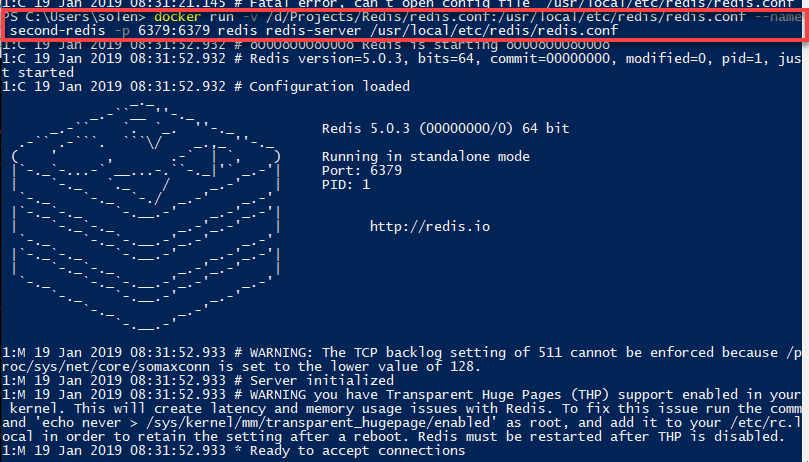 1:C 19 Jan 2019 08:31:21.145 # Fatal error, can't open config file '/usr/local/etc/redis/redis.conf
PS C:\Users\solen> docker run -v /d/Projects/Redis/redis.conf:/usr/local/etc/redis/redis.conf --name
second-redis -p 6379:6379 redis redis-server /usr/local/etc/redis/redis.conf
1:C 19 Jan 2019 08:31:52.932 # oO0OoO0OoO0Oo Redis is starting oO0OoO0OoO0Oo
1:C 19 Jan 2019 08:31:52.932 # Redis version=5.0.3, bits=64, commit=00000000, modified=0, pid=1, jus
t started
1:C 19 Jan 2019 08:31:52.932 # Configuration loaded
Redis 5.0.3 (00000000/0) 64 bit
Running in standalone mode
Port: 6379
PID: 1
http://redis.io
1:M 19 Jan 2019 08:31:52.933 # WARNING: The TCP backlog setting of 511 cannot be enforced because /p
roc/sys/net/core/somaxconn is set to the lower value of 128.
1:M 19 Jan 2019 08:31:52.933 # Server initialized
1:M 19 Jan 2019 08:31:52.933 # WARNING you have Transparent Huge Pages (THP) support enabled in your
kernel. This will create latency and memory usage issues with Redis. To fix this issue run the comm
and 'echo never > /sys/kernel/mm/transparent_hugepage/enabled' as root, and add it to your /etc/rc.l
ocal in order to retain the setting after a reboot. Redis must be restarted after THP is disabled.
1:M 19 Jan 2019 08:31:52.933 * Ready to accept connections